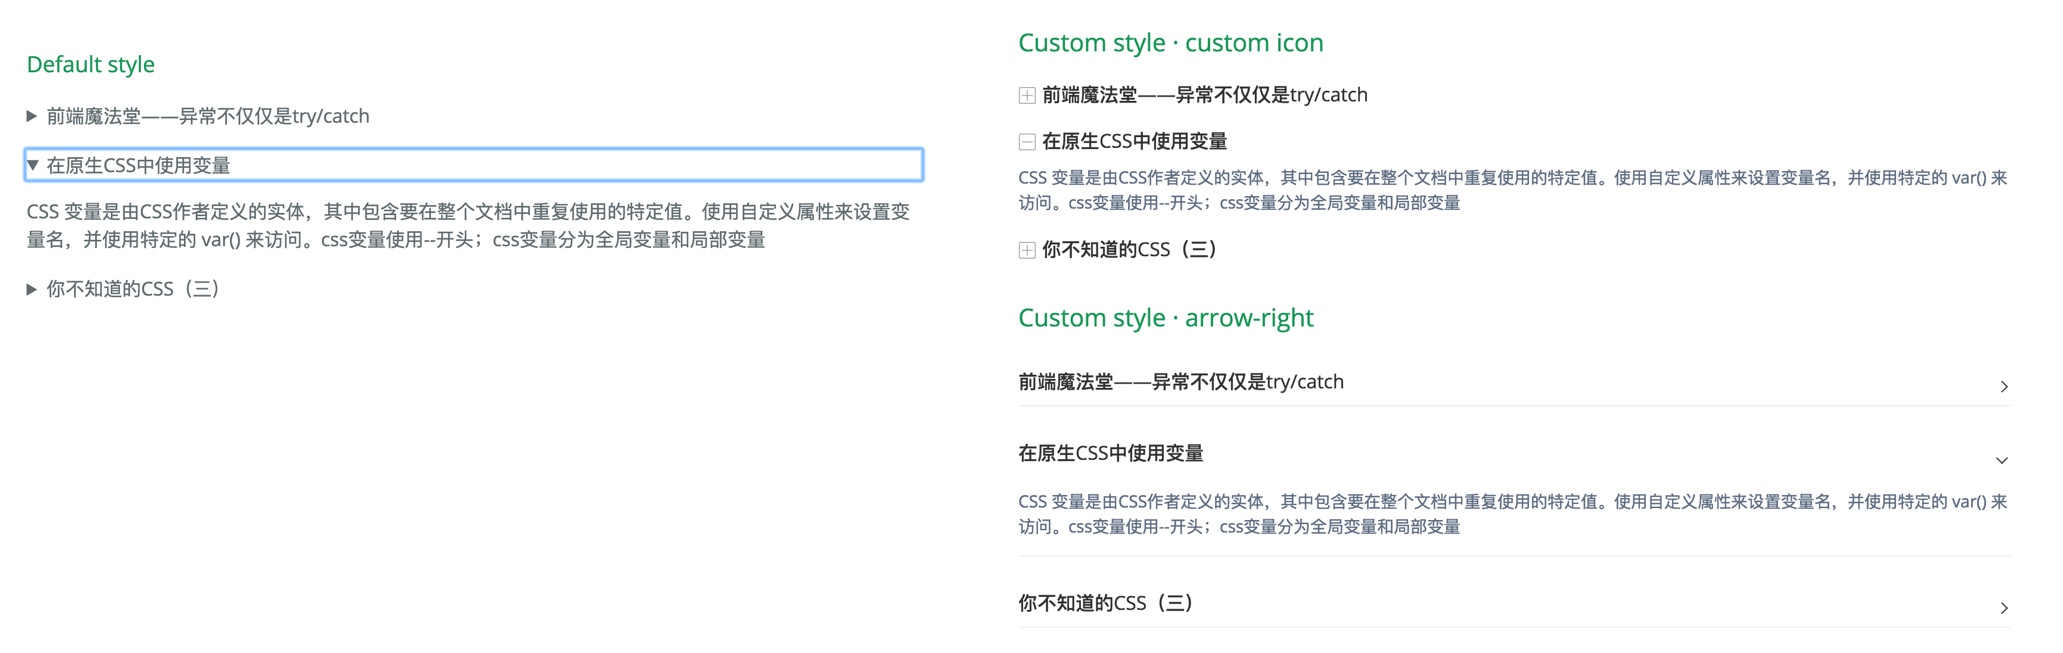 Default style
前端魔法堂——异常不仅仅是try/catch
在原生CSS中使用变量
CSS 变量是由CSS作者定义的实体，其中包含要在整个文档中重复使用的特定值。使用自定义属性来设置变
量名，并使用特定的 var() 来访问。css变量使用--开头；css变量分为全局变量和局部变量
你不知道的CSS（三）
Custom style · custom icon
前端魔法堂——异常不仅仅是try/catch
在原生CSS中使用变量
CSS 变量是由CSS作者定义的实体，其中包含要在整个文档中重复使用的特定值。使用自定义属性来设置变量名，并使用特定的 var() 来
访问。css变量使用--开头；css变量分为全局变量和局部变量
你不知道的CSS（三）
Custom style · arrow-right
前端魔法堂——异常不仅仅是try/catch
在原生CSS中使用变量
CSS 变量是由CSS作者定义的实体，其中包含要在整个文档中重复使用的特定值。使用自定义属性来设置变量名，并使用特定的 var() 来
访问。css变量使用--开头；css变量分为全局变量和局部变量
你不知道的CSS（三）